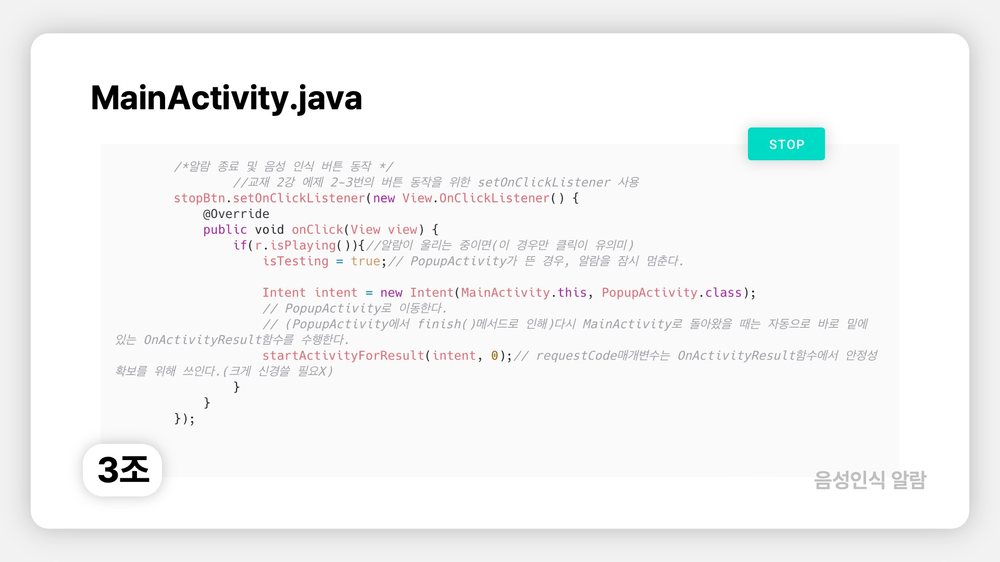 MainActivity.java
STOP
/*알람 종료 및 음성 인식 버튼 동작 */
//교재 2강 에제 2-3번의 버튼 동작을 위한 setOnClickListener 사용
stopBtn.setOnClickListener(new View.OnClickListener() {
@Override
public void onClick(View view) {
if(r.isPlaying()){//알람이 울리는 중이면(이 경우만 클릭이 유의미)
isTesting = true;// PopupActivity가 뜬 경우, 알람을 잠시 멈춘다.
Intent intent = new Intent(MainActivity.this, PopupActivity.class);
// PopupActivity로 이동한다.
// (PopupActivity에서 finish()메서드로 인해)다시 MainActivity로 돌아왔을 때는 자동으로 바로 밑에
있는 OnActivityResult함수를 수행한다.
startActivityForResult(intent, 0);// requestCode매개변수는 OnActivityResult함수에서 안정성
확보를 위해 쓰인다.(크게 신경쓸 필요X)
}
}
});
3조
음성인식 알람